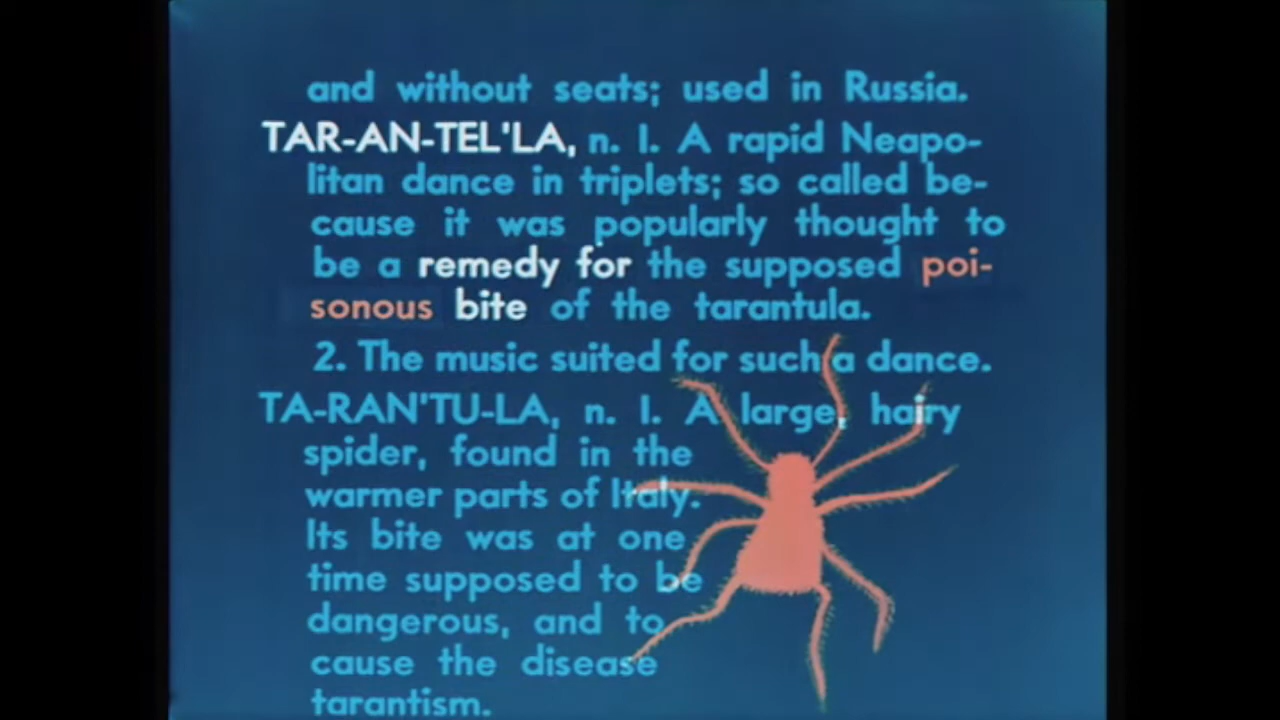 and without seats; used in Russia.
TAR-AN-TEL'LA, n. I. A rapid Neapo-
litan dance in triplets; so called be-
cause it was popularly thought to
be a remedy for the supposed poi-
sonous bite of the tarantula.
2. The music suited for such a dance.
TA-RAN'TU-LA, n. I. A large, hairy
spider, found in the
warmer parts of Italy.
Its bite was at one
time supposed to be
dangerous, and to
cause the disease
tarantism.